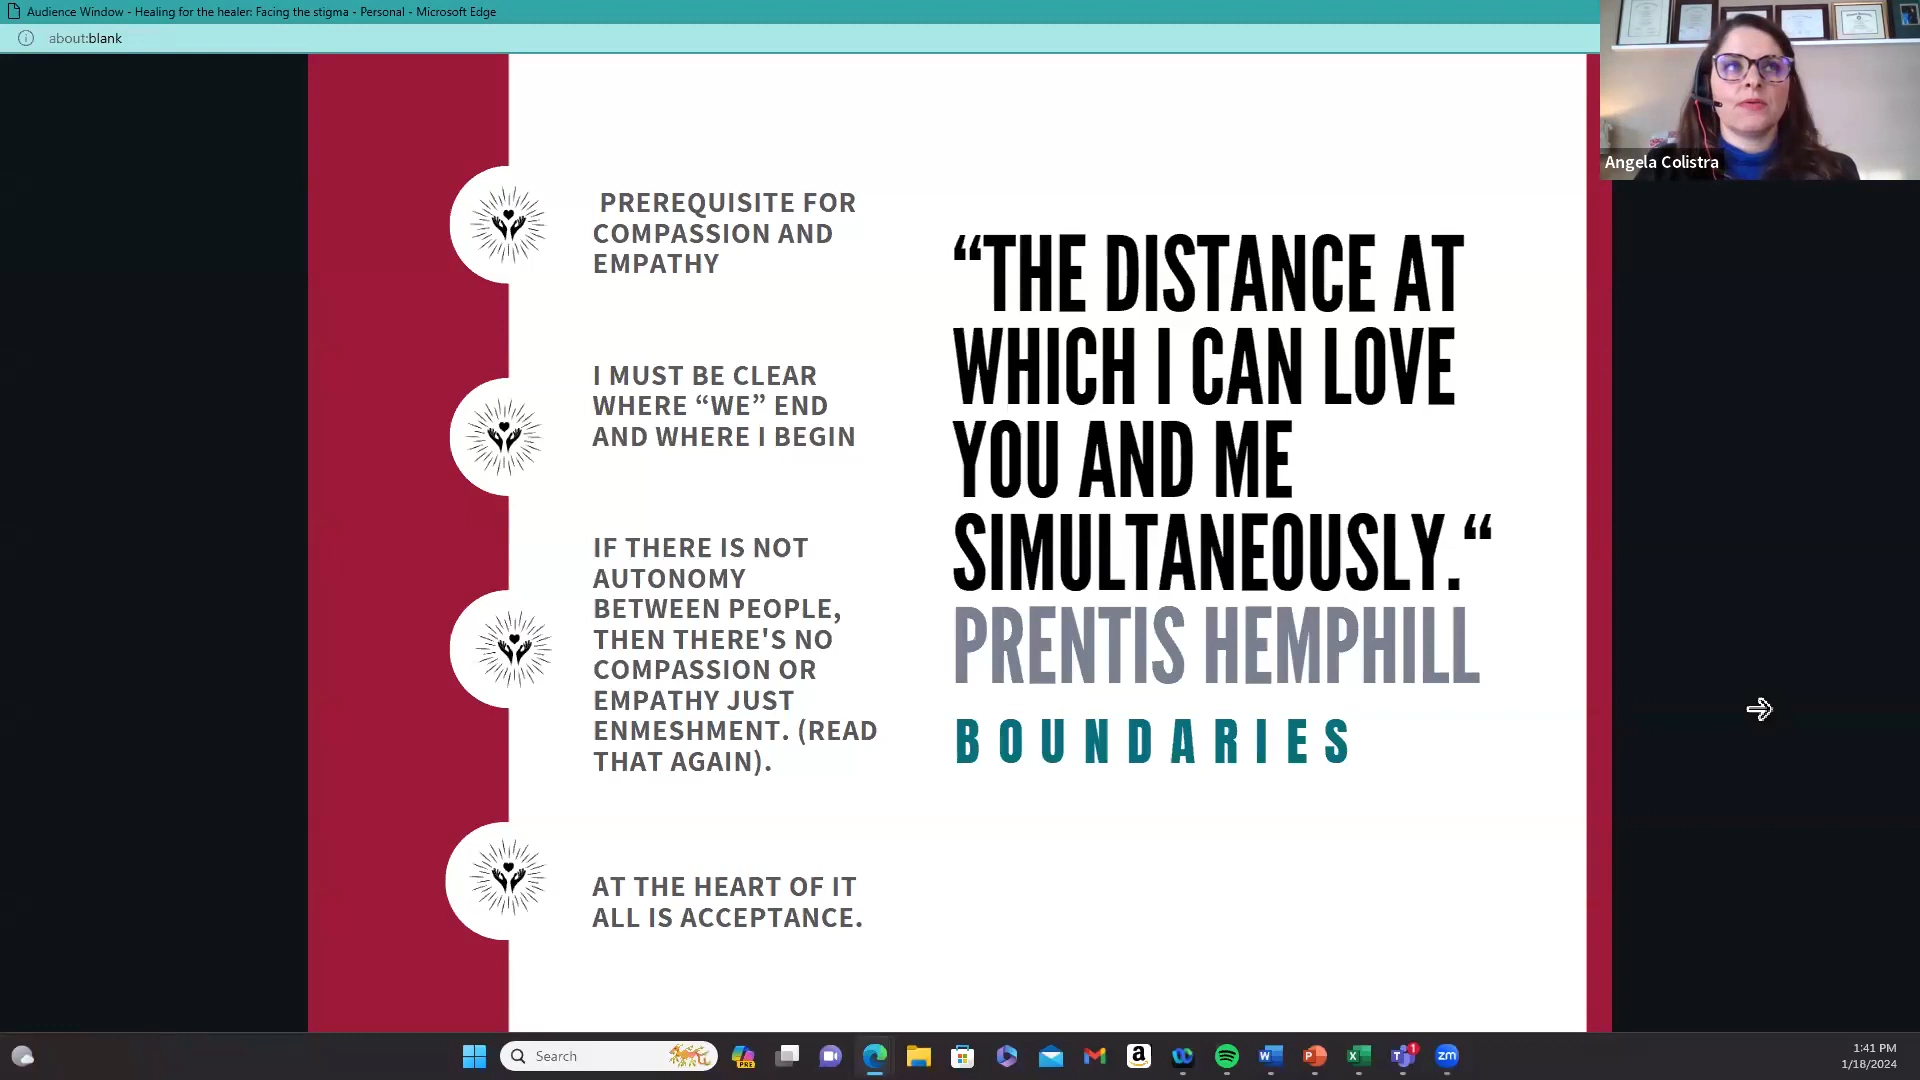 Audience Window - Healing for the healer: Facing the stigma - Personal - Microsoft Edge
about:blank
Angela Colistra
PREREQUISITE FOR
COMPASSION AND
EMPATHY
I MUST BE CLEAR
WHERE “WE” END
AND WHERE I BEGIN
IF THERE IS NOT
AUTONOMY
BETWEEN PEOPLE,
THEN THERE'S NO
COMPASSION OR
EMPATHY JUST
ENMESHMENT. (READ
THAT AGAIN).
AT THE HEART OF IT
ALL IS ACCEPTANCE.
“THE DISTANCE AT
WHICH I CAN LOVE
YOU AND ME
SIMULTANEOUSLY.“
PRENTIS HEMPHILL
BOUNDARIES
Search
PRE
a
W
P
X
T
1
zm
1:41 PM
1/18/2024